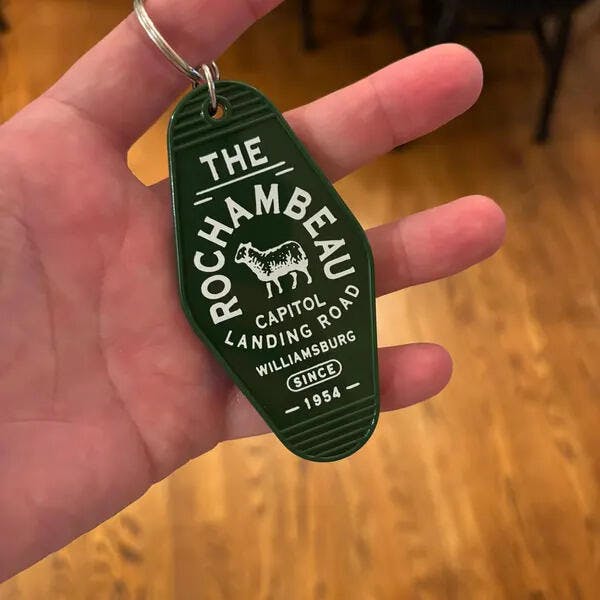 THE
ROCHAMBEAU
CAPITOL
LANDING ROAD
WILLIAMSBURG
SINCE
—1954—